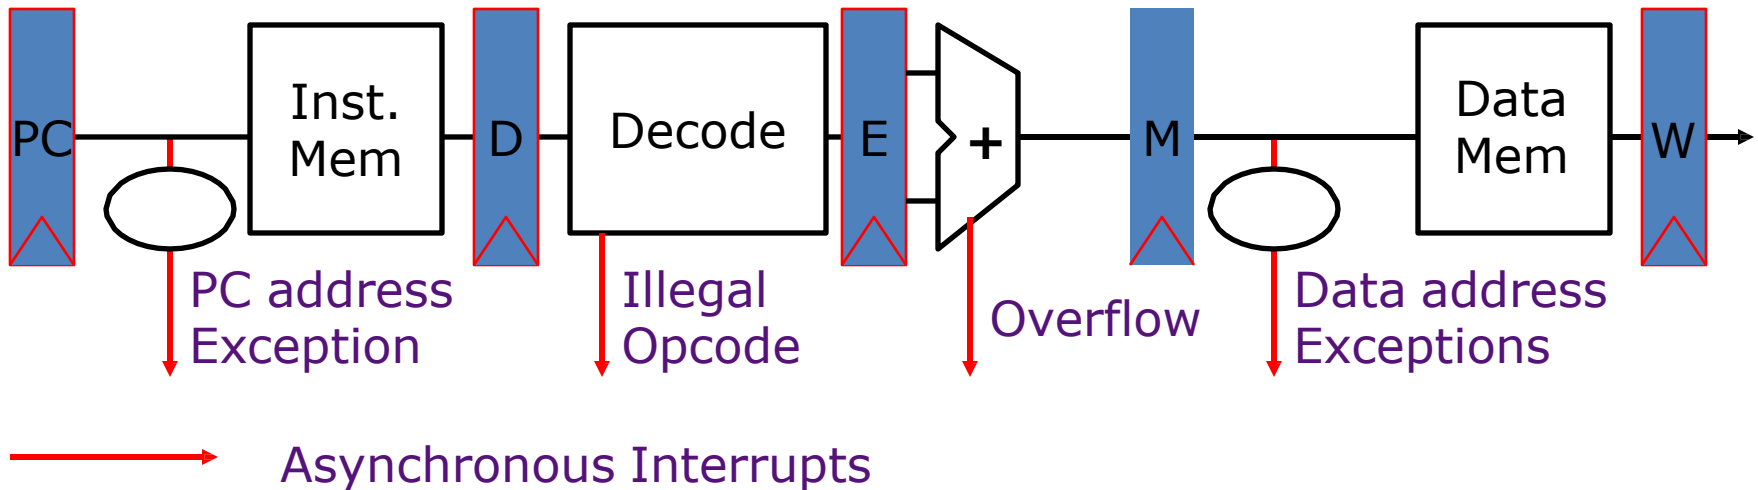 PC
Inst.
Mem
D
Decode
E
+
M
Data
Mem
W
PC address
Exception
Illegal
Opcode
Overflow
Data address
Exceptions
Asynchronous Interrupts